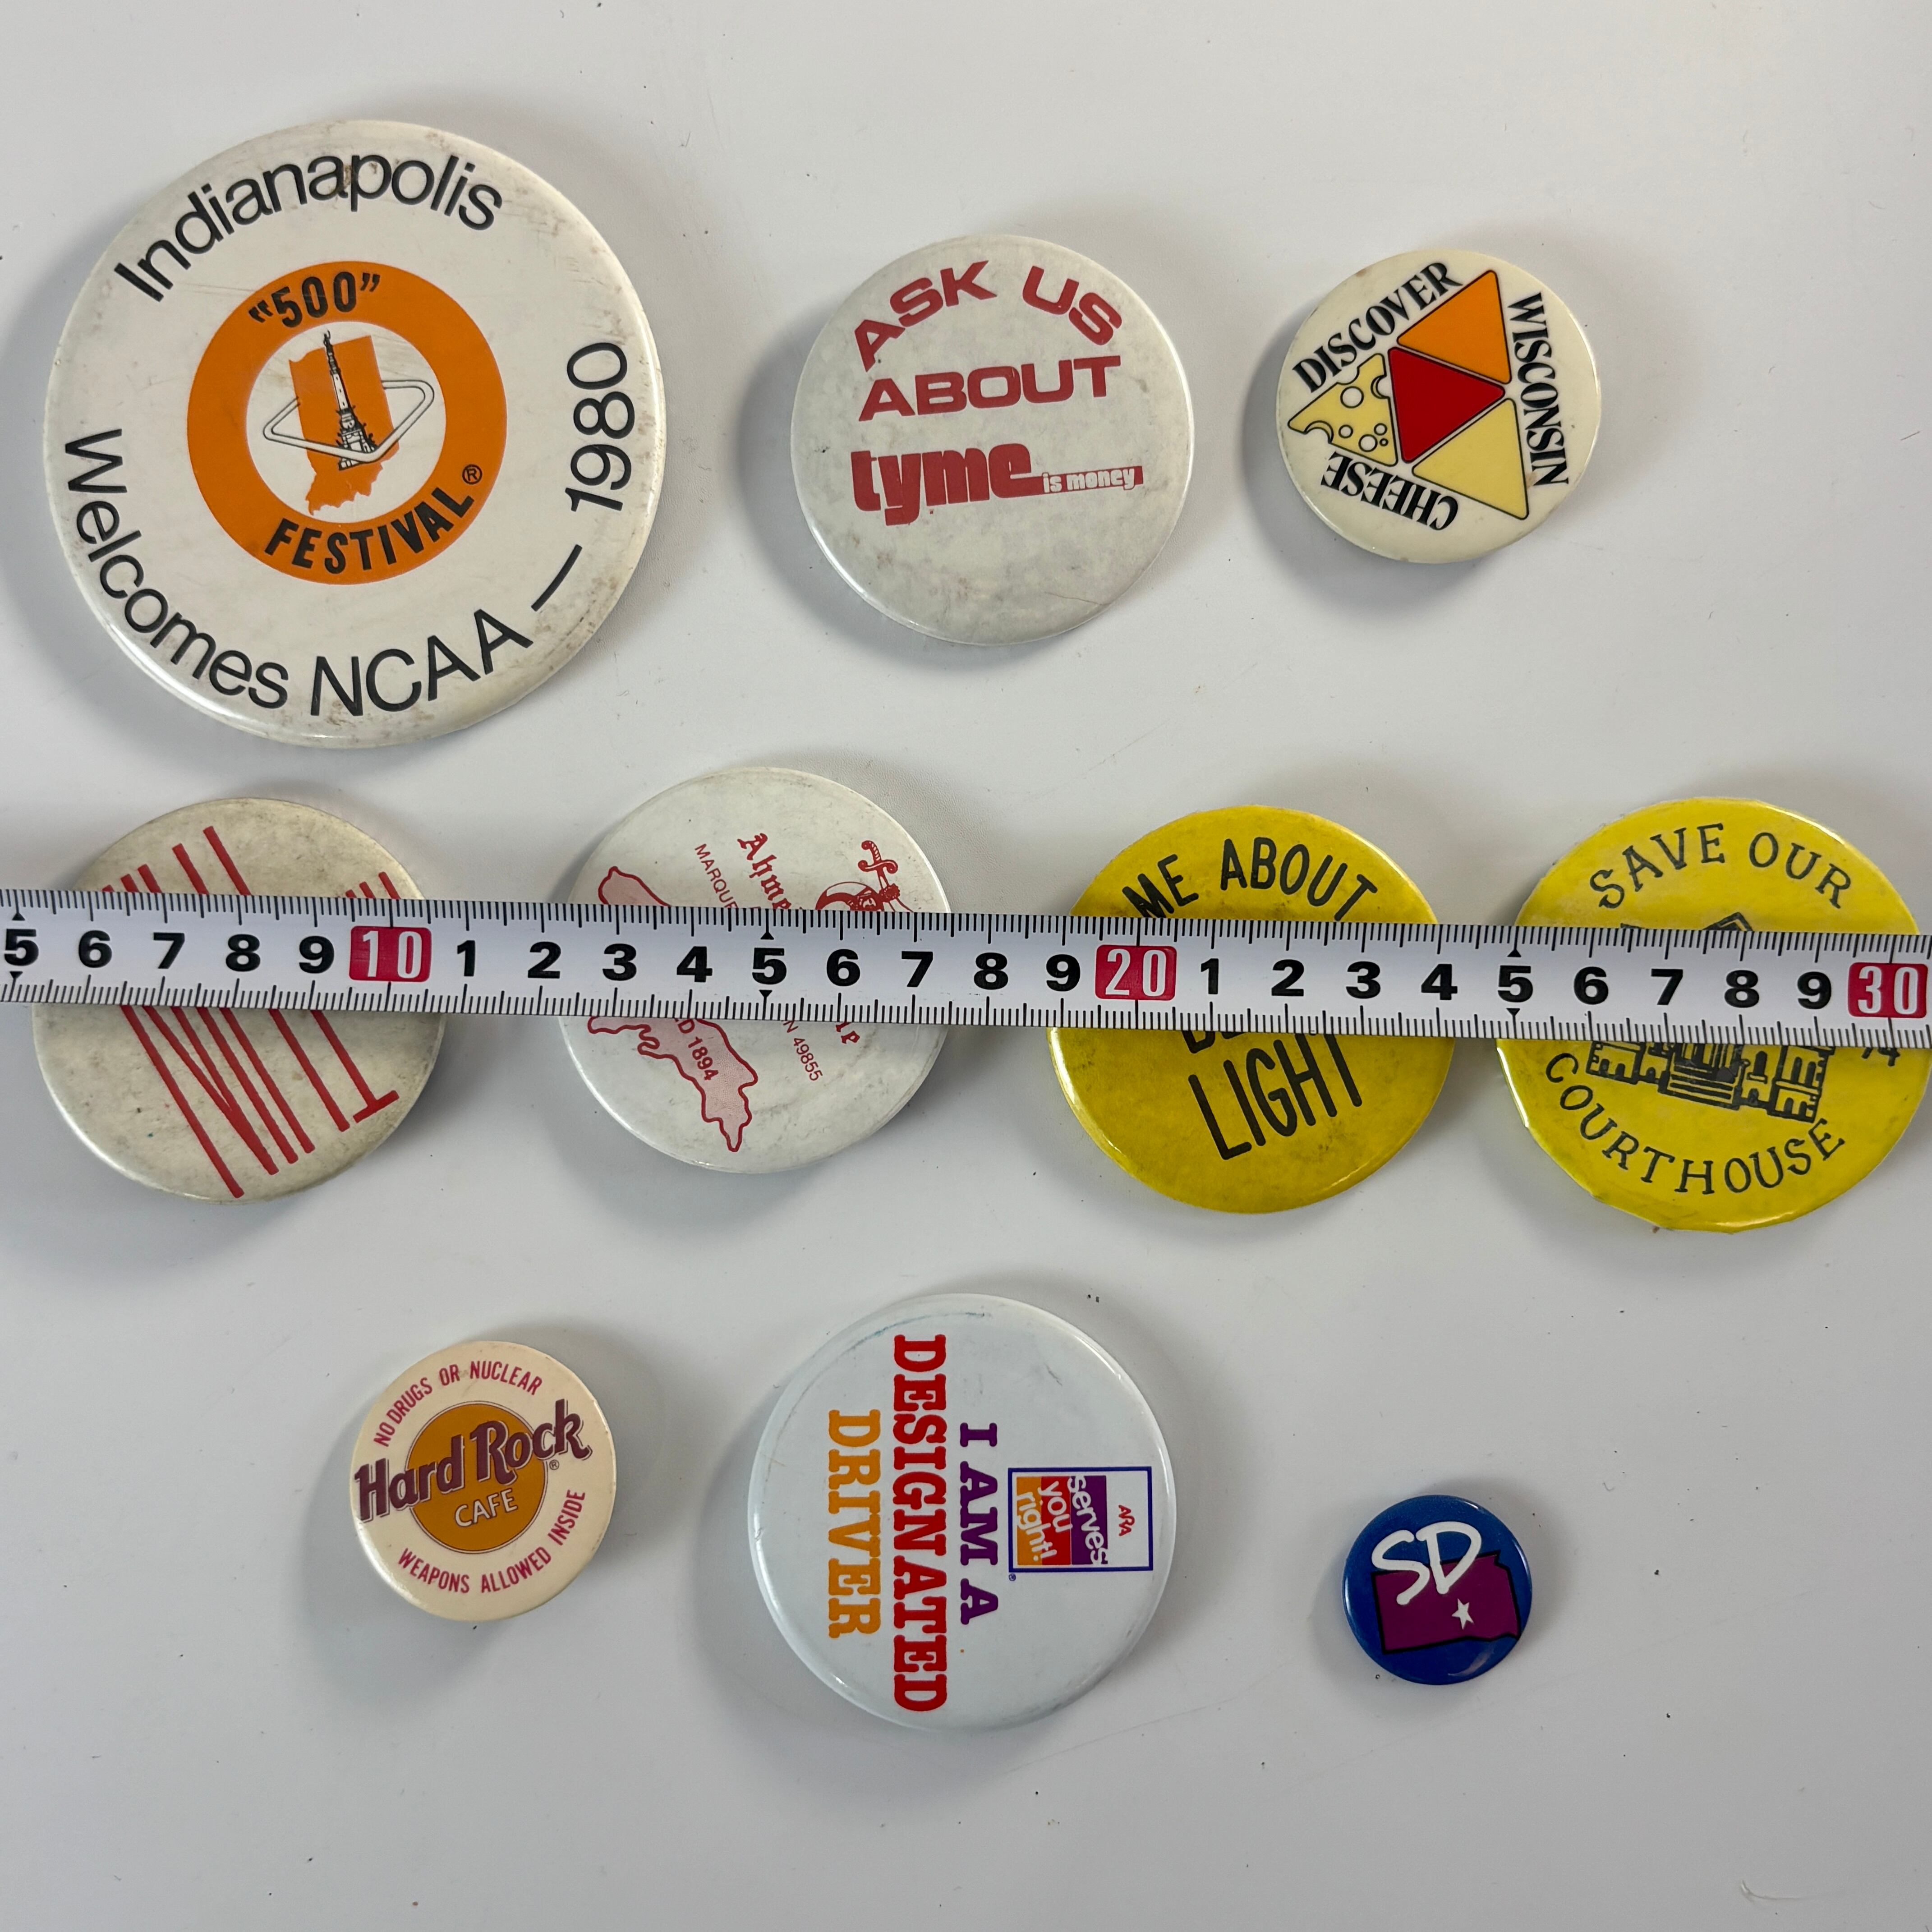 Indianapolis
"500"
FESTIVAL®
Welcomes NCAA — 1980
ASK US
ABOUT
tyme is money
DISCOVER
WISCONSIN
CHEESE
Ahme
MARQUE
D 1894
N 49855
ME ABOUT
LIGHT
SAVE OUR
COURTHOUSE
5 6 7 8 9 10 1 2 3 4 5 6 7 8 9 20 1 2 3 4 5 6 7 8 9 30
NO DRUGS OR NUCLEAR
Hard Rock®
CAFE
WEAPONS ALLOWED INSIDE
ARA
serves
you
right!®
I AM A
DESIGNATED
DRIVER
SD